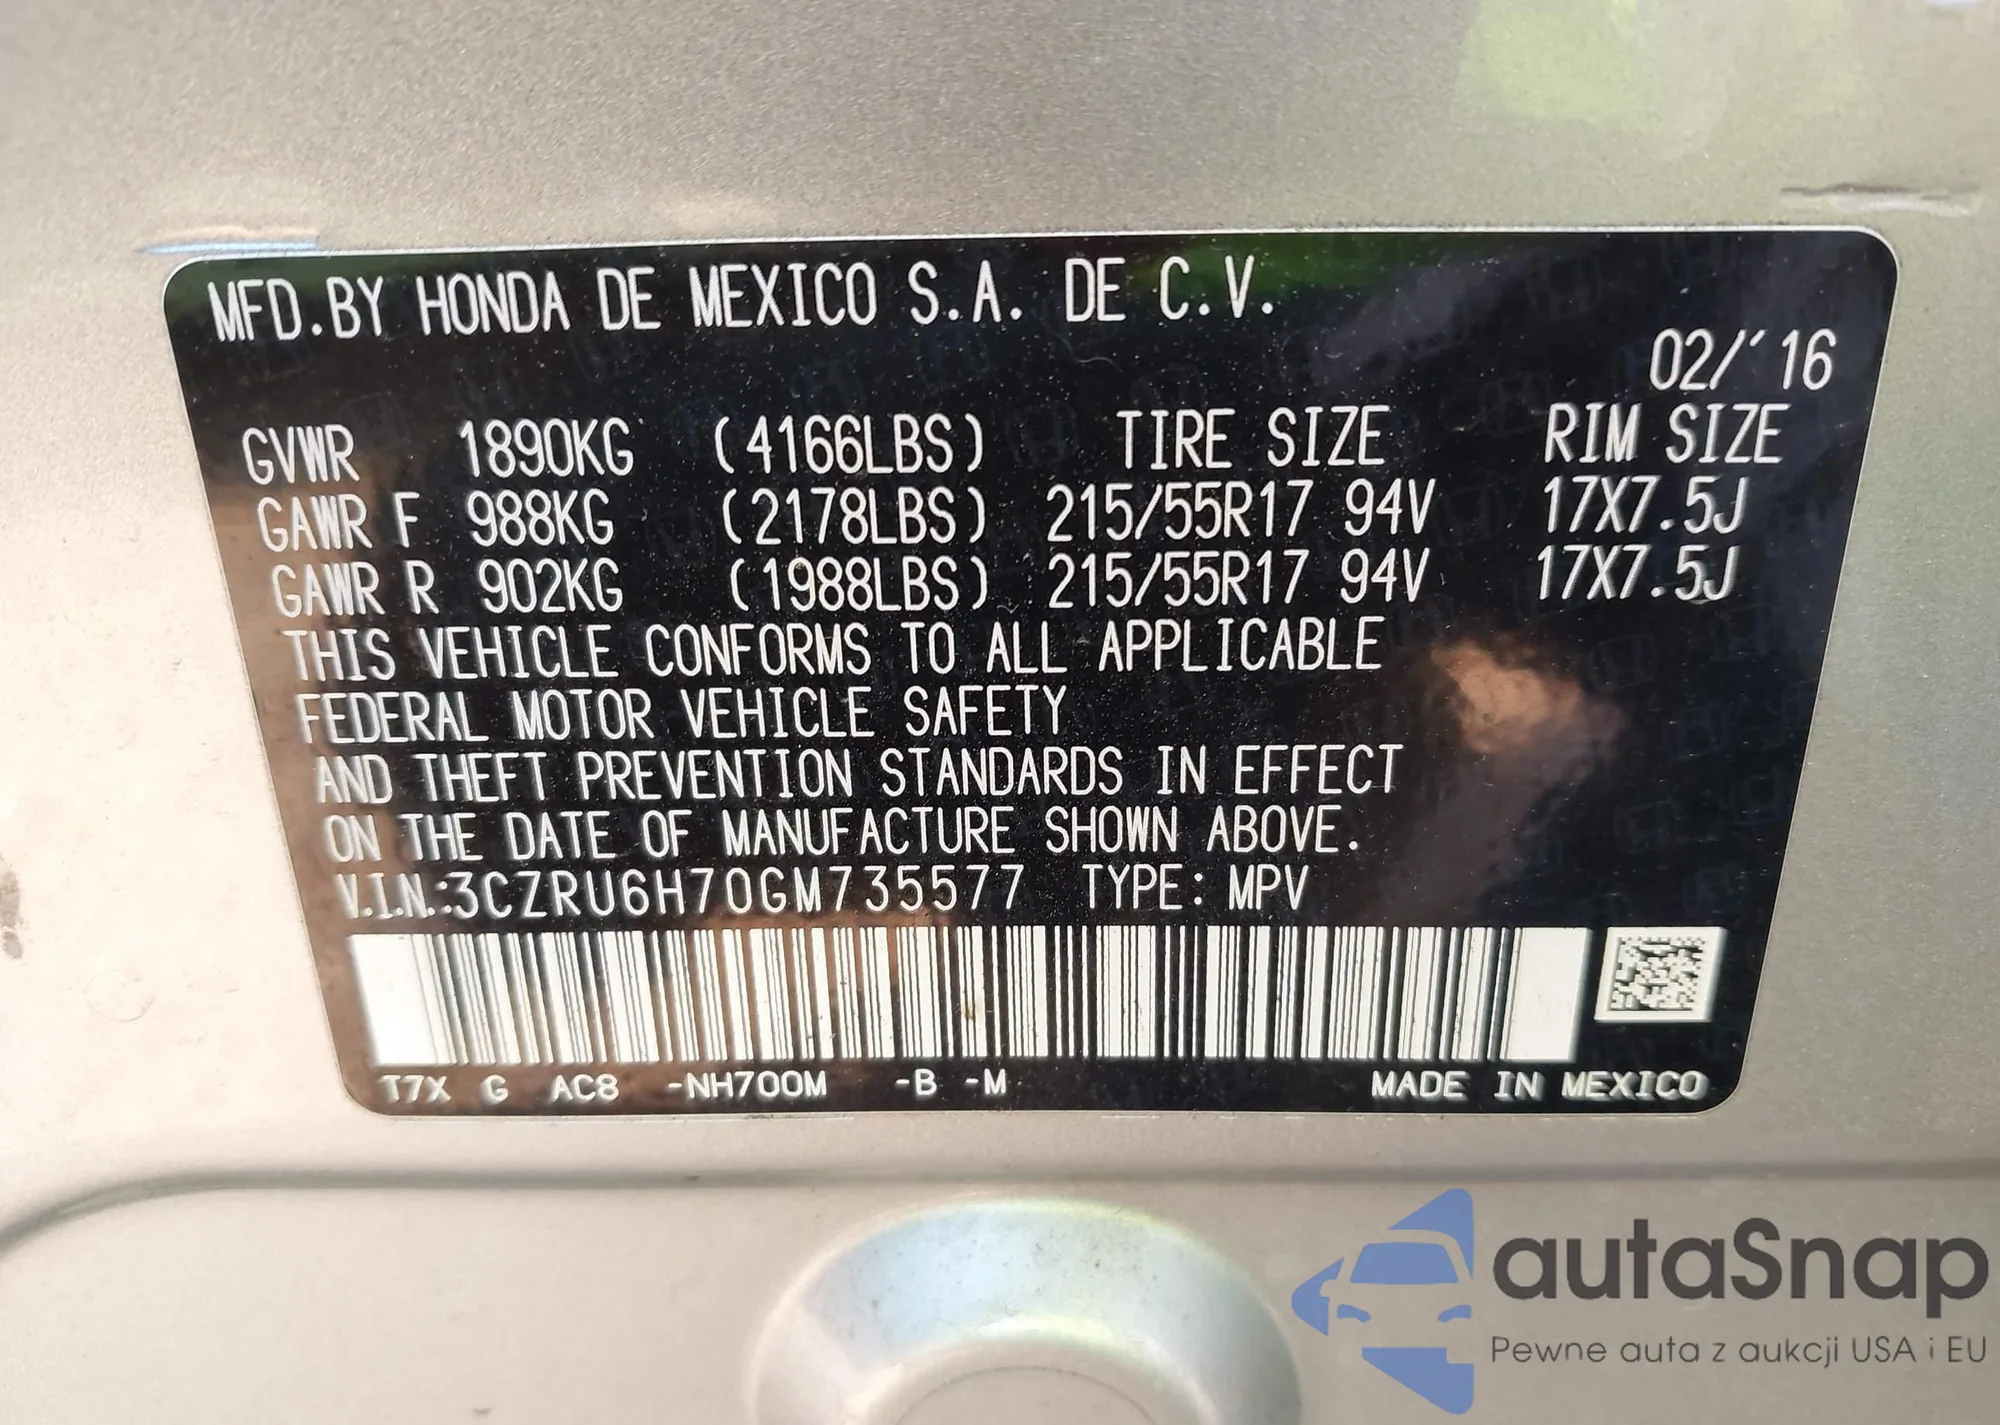 MFD.BY HONDA DE MEXICO S.A. DE C.V.
02/'16
GVWR 1890KG (4166LBS) TIRE SIZE RIM SIZE
GAWR F 988KG (2178LBS) 215/55R17 94V 17X7.5J
GAWR R 902KG (1988LBS) 215/55R17 94V 17X7.5J
THIS VEHICLE CONFORMS TO ALL APPLICABLE
FEDERAL MOTOR VEHICLE SAFETY
AND THEFT PREVENTION STANDARDS IN EFFECT
ON THE DATE OF MANUFACTURE SHOWN ABOVE.
V.I.N.:3CZRU6H70GM735577 TYPE: MPV
T7X G AC8 -NH700M -B -M MADE IN MEXICO
autaSnap
Pewne auta z aukcji USA i EU